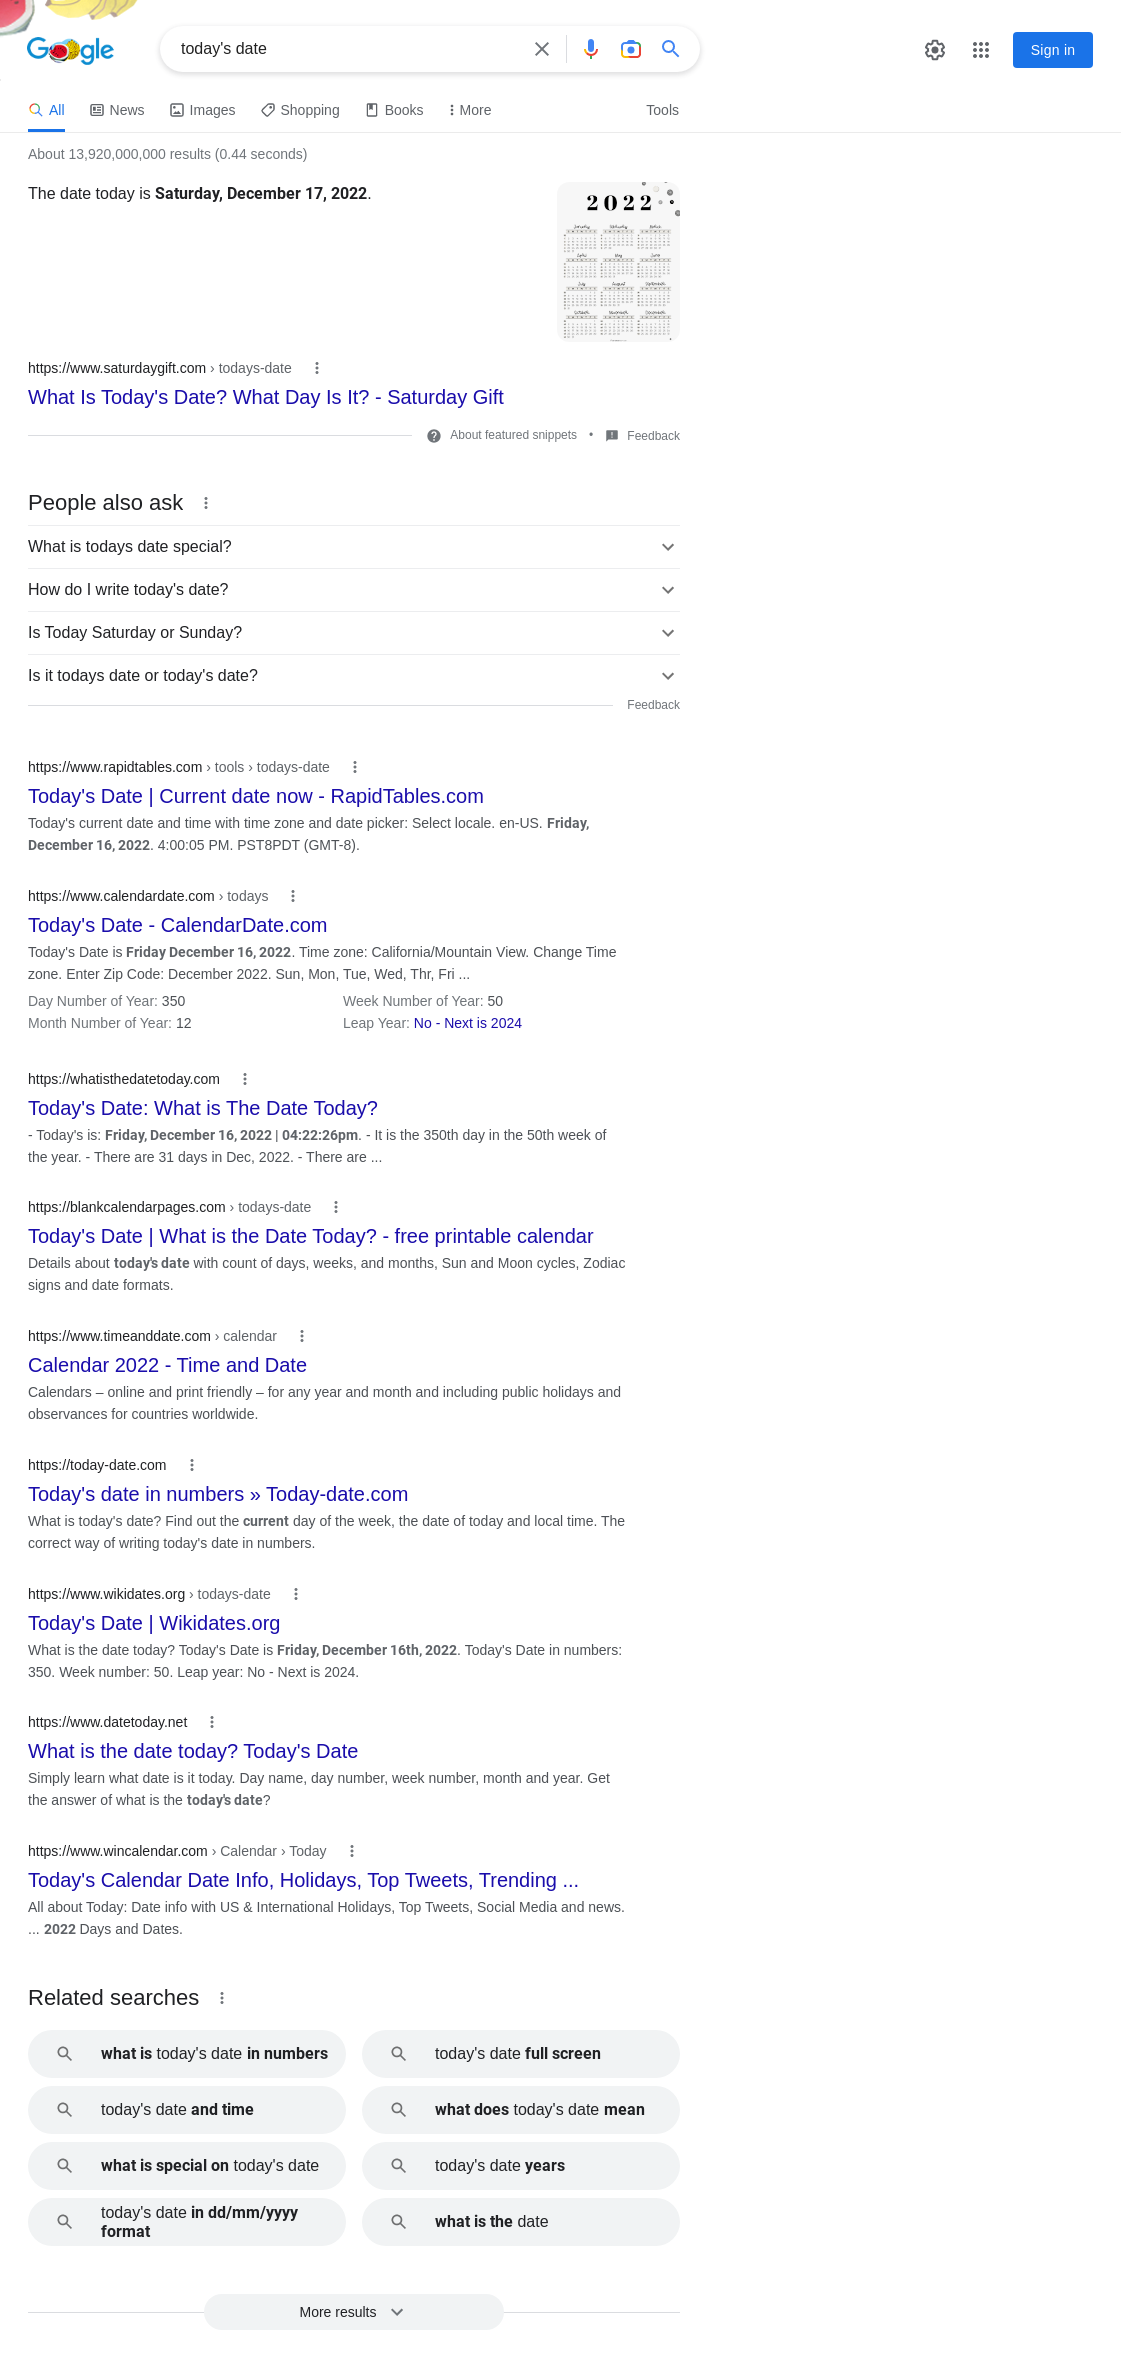 Google
today's date
Sign in
All News Images Shopping Books More Tools
About 13,920,000,000 results (0.44 seconds)
The date today is Saturday, December 17, 2022.
2022
https://www.saturdaygift.com › todays-date
What Is Today's Date? What Day Is It? - Saturday Gift
About featured snippets • Feedback
People also ask
What is todays date special?
How do I write today's date?
Is Today Saturday or Sunday?
Is it todays date or today's date?
Feedback
https://www.rapidtables.com › tools › todays-date
Today's Date | Current date now - RapidTables.com
Today's current date and time with time zone and date picker: Select locale. en-US. Friday,
December 16, 2022. 4:00:05 PM. PST8PDT (GMT-8).
https://www.calendardate.com › todays
Today's Date - CalendarDate.com
Today's Date is Friday December 16, 2022. Time zone: California/Mountain View. Change Time
zone. Enter Zip Code: December 2022. Sun, Mon, Tue, Wed, Thr, Fri ...
Day Number of Year: 350 Week Number of Year: 50
Month Number of Year: 12 Leap Year: No - Next is 2024
https://whatisthedatetoday.com
Today's Date: What is The Date Today?
- Today's is: Friday, December 16, 2022 | 04:22:26pm. - It is the 350th day in the 50th week of
the year. - There are 31 days in Dec, 2022. - There are ...
https://blankcalendarpages.com › todays-date
Today's Date | What is the Date Today? - free printable calendar
Details about today's date with count of days, weeks, and months, Sun and Moon cycles, Zodiac
signs and date formats.
https://www.timeanddate.com › calendar
Calendar 2022 - Time and Date
Calendars – online and print friendly – for any year and month and including public holidays and
observances for countries worldwide.
https://today-date.com
Today's date in numbers » Today-date.com
What is today's date? Find out the current day of the week, the date of today and local time. The
correct way of writing today's date in numbers.
https://www.wikidates.org › todays-date
Today's Date | Wikidates.org
What is the date today? Today's Date is Friday, December 16th, 2022. Today's Date in numbers:
350. Week number: 50. Leap year: No - Next is 2024.
https://www.datetoday.net
What is the date today? Today's Date
Simply learn what date is it today. Day name, day number, week number, month and year. Get
the answer of what is the today's date?
https://www.wincalendar.com › Calendar › Today
Today's Calendar Date Info, Holidays, Top Tweets, Trending ...
All about Today: Date info with US & International Holidays, Top Tweets, Social Media and news.
... 2022 Days and Dates.
Related searches
what is today's date in numbers
today's date full screen
today's date and time
what does today's date mean
what is special on today's date
today's date years
today's date in dd/mm/yyyy
format
what is the date
More results